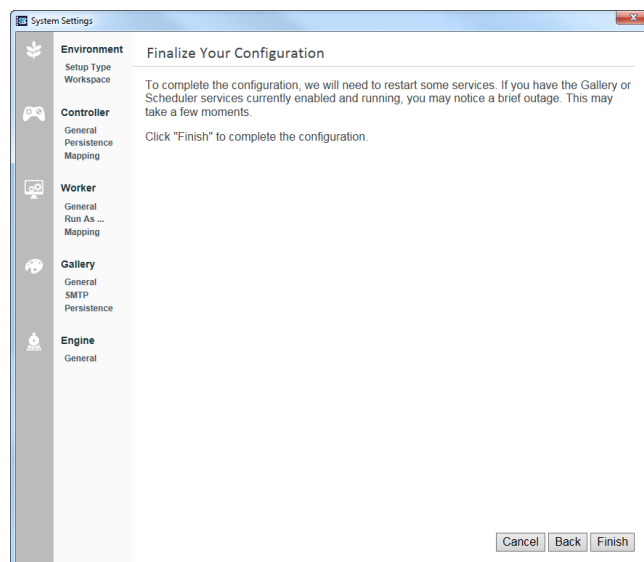 System Settings
Environment
Setup Type
Workspace
Controller
General
Persistence
Mapping
Worker
General
Run As ...
Mapping
Gallery
General
SMTP
Persistence
Engine
General
Finalize Your Configuration
To complete the configuration, we will need to restart some services. If you have the Gallery or
Scheduler services currently enabled and running, you may notice a brief outage. This may
take a few moments.
Click "Finish" to complete the configuration.
Cancel Back Finish